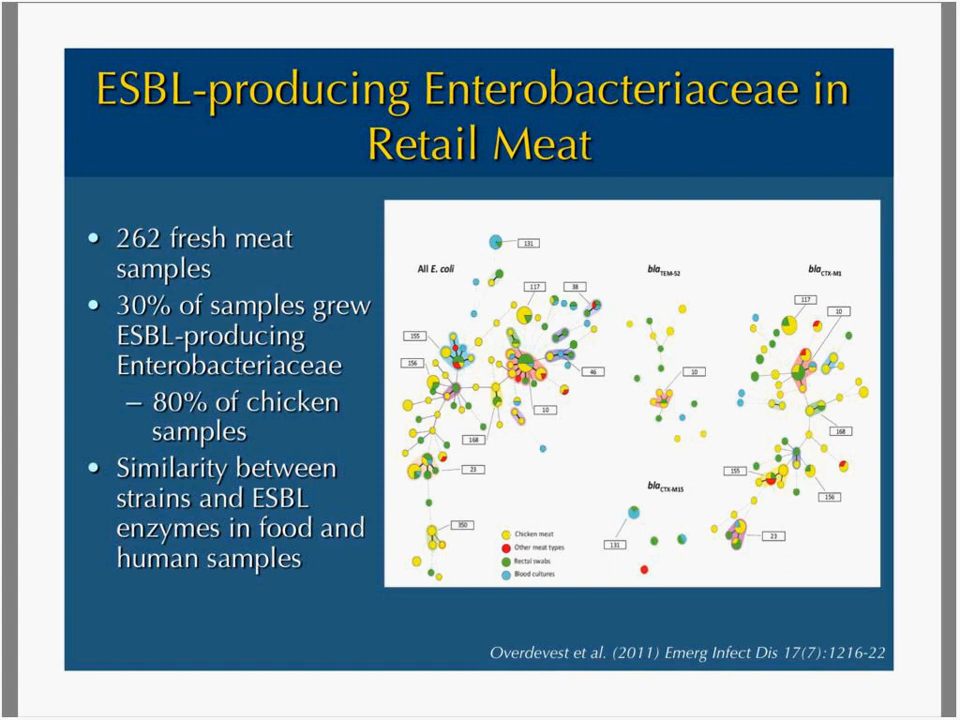 ESBL-producing Enterobacteriaceae in
Retail Meat
• 262 fresh meat
samples
• 30% of samples grew
ESBL-producing
Enterobacteriaceae
– 80% of chicken
samples
• Similarity between
strains and ESBL
enzymes in food and
human samples
131
All E. coli
117
38
155
156
46
10
168
23
350
Chicken meat
Other meat types
Rectal swabs
Blood cultures
blaTEM-52
10
blaCTX-M15
131
blaCTX-M1
117
10
168
155
156
23
Overdevest et al. (2011) Emerg Infect Dis 17(7):1216-22